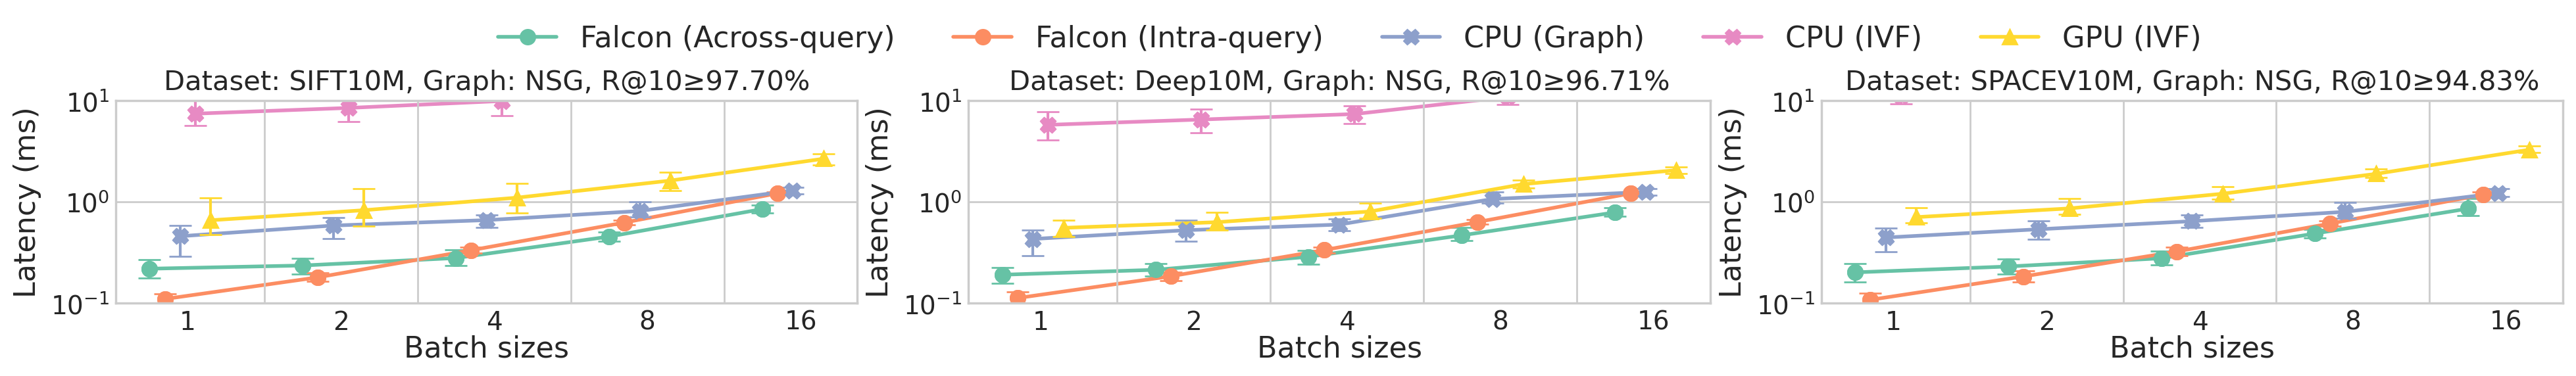 Falcon (Across-query) Falcon (Intra-query) CPU (Graph) CPU (IVF) GPU (IVF)
Dataset: SIFT10M, Graph: NSG, R@10≥97.70%
Latency (ms)
10¹
10⁰
10⁻¹
1 2 4 8 16
Batch sizes
Dataset: Deep10M, Graph: NSG, R@10≥96.71%
Latency (ms)
10¹
10⁰
10⁻¹
1 2 4 8 16
Batch sizes
Dataset: SPACEV10M, Graph: NSG, R@10≥94.83%
Latency (ms)
10¹
10⁰
10⁻¹
1 2 4 8 16
Batch sizes